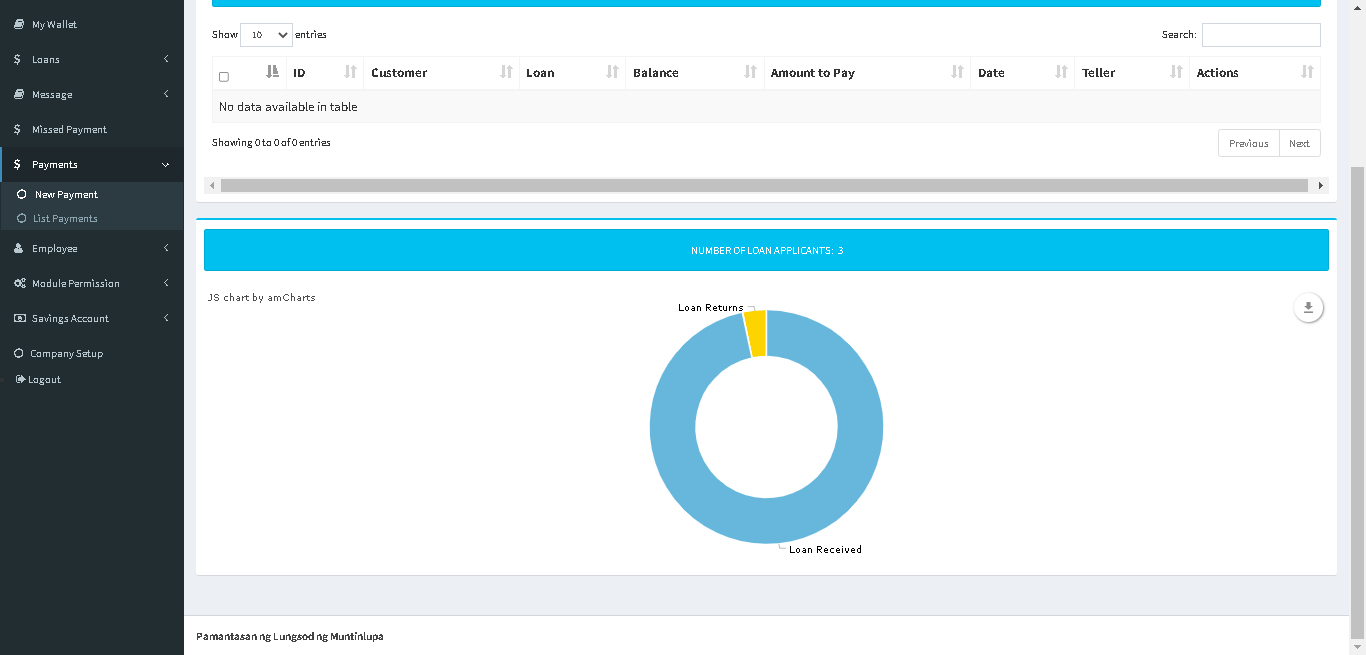 My Wallet
Loans
Message
Missed Payment
Payments
New Payment
List Payments
Employee
Module Permission
Savings Account
Company Setup
Logout
Show 10 entries
Search:
ID Customer Loan Balance Amount to Pay Date Teller Actions
No data available in table
Showing 0 to 0 of 0 entries
Previous Next
NUMBER OF LOAN APPLICANTS: 3
JS chart by amCharts
Loan Returns
Loan Received
Pamantasan ng Lungsod ng Muntinlupa